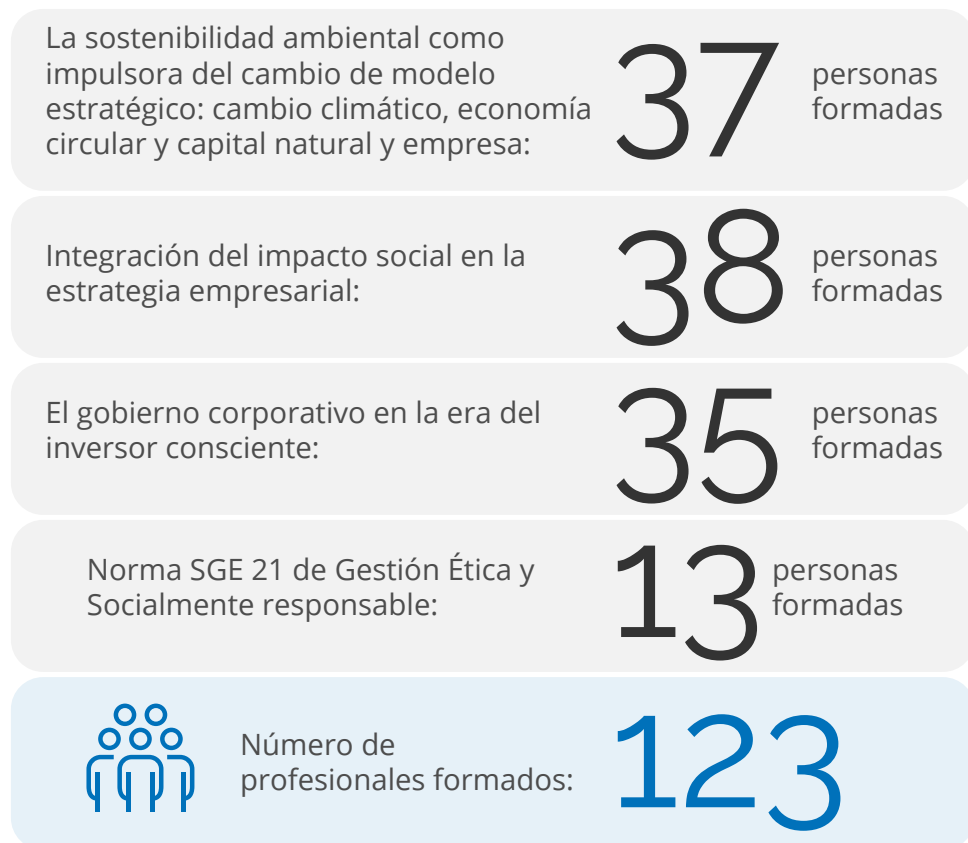 La sostenibilidad ambiental como
impulsora del cambio de modelo
estratégico: cambio climático, economía
circular y capital natural y empresa:
37
personas
formadas
Integración del impacto social en la
estrategia empresarial:
38
personas
formadas
El gobierno corporativo en la era del
inversor consciente:
35
personas
formadas
Norma SGE 21 de Gestión Ética y
Socialmente responsable:
13
personas
formadas
Número de
profesionales formados:
123